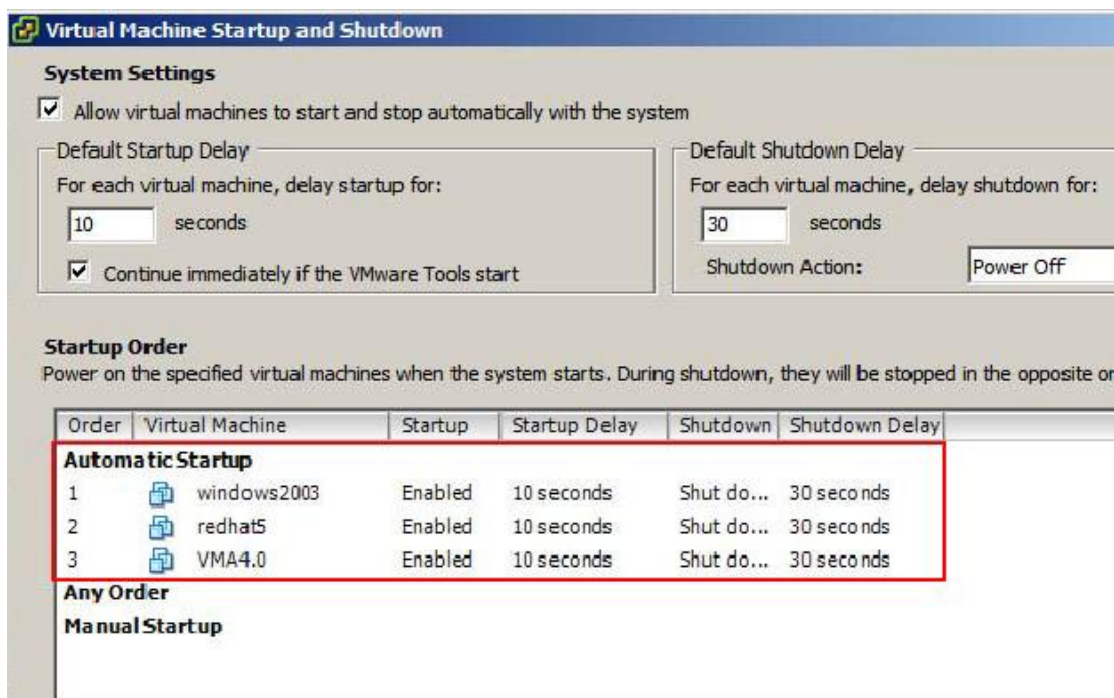 Virtual Machine Startup and Shutdown
System Settings
Allow virtual machines to start and stop automatically with the system
Default Startup Delay
For each virtual machine, delay startup for:
10 seconds
Continue immediately if the VMware Tools start
Default Shutdown Delay
For each virtual machine, delay shutdown for:
30 seconds
Shutdown Action: Power Off
Startup Order
Power on the specified virtual machines when the system starts. During shutdown, they will be stopped in the opposite or
Order Virtual Machine Startup Startup Delay Shutdown Shutdown Delay
Automatic Startup
1 windows2003 Enabled 10 seconds Shut do... 30 seconds
2 redhat5 Enabled 10 seconds Shut do... 30 seconds
3 VMA4.0 Enabled 10 seconds Shut do... 30 seconds
Any Order
Manual Startup